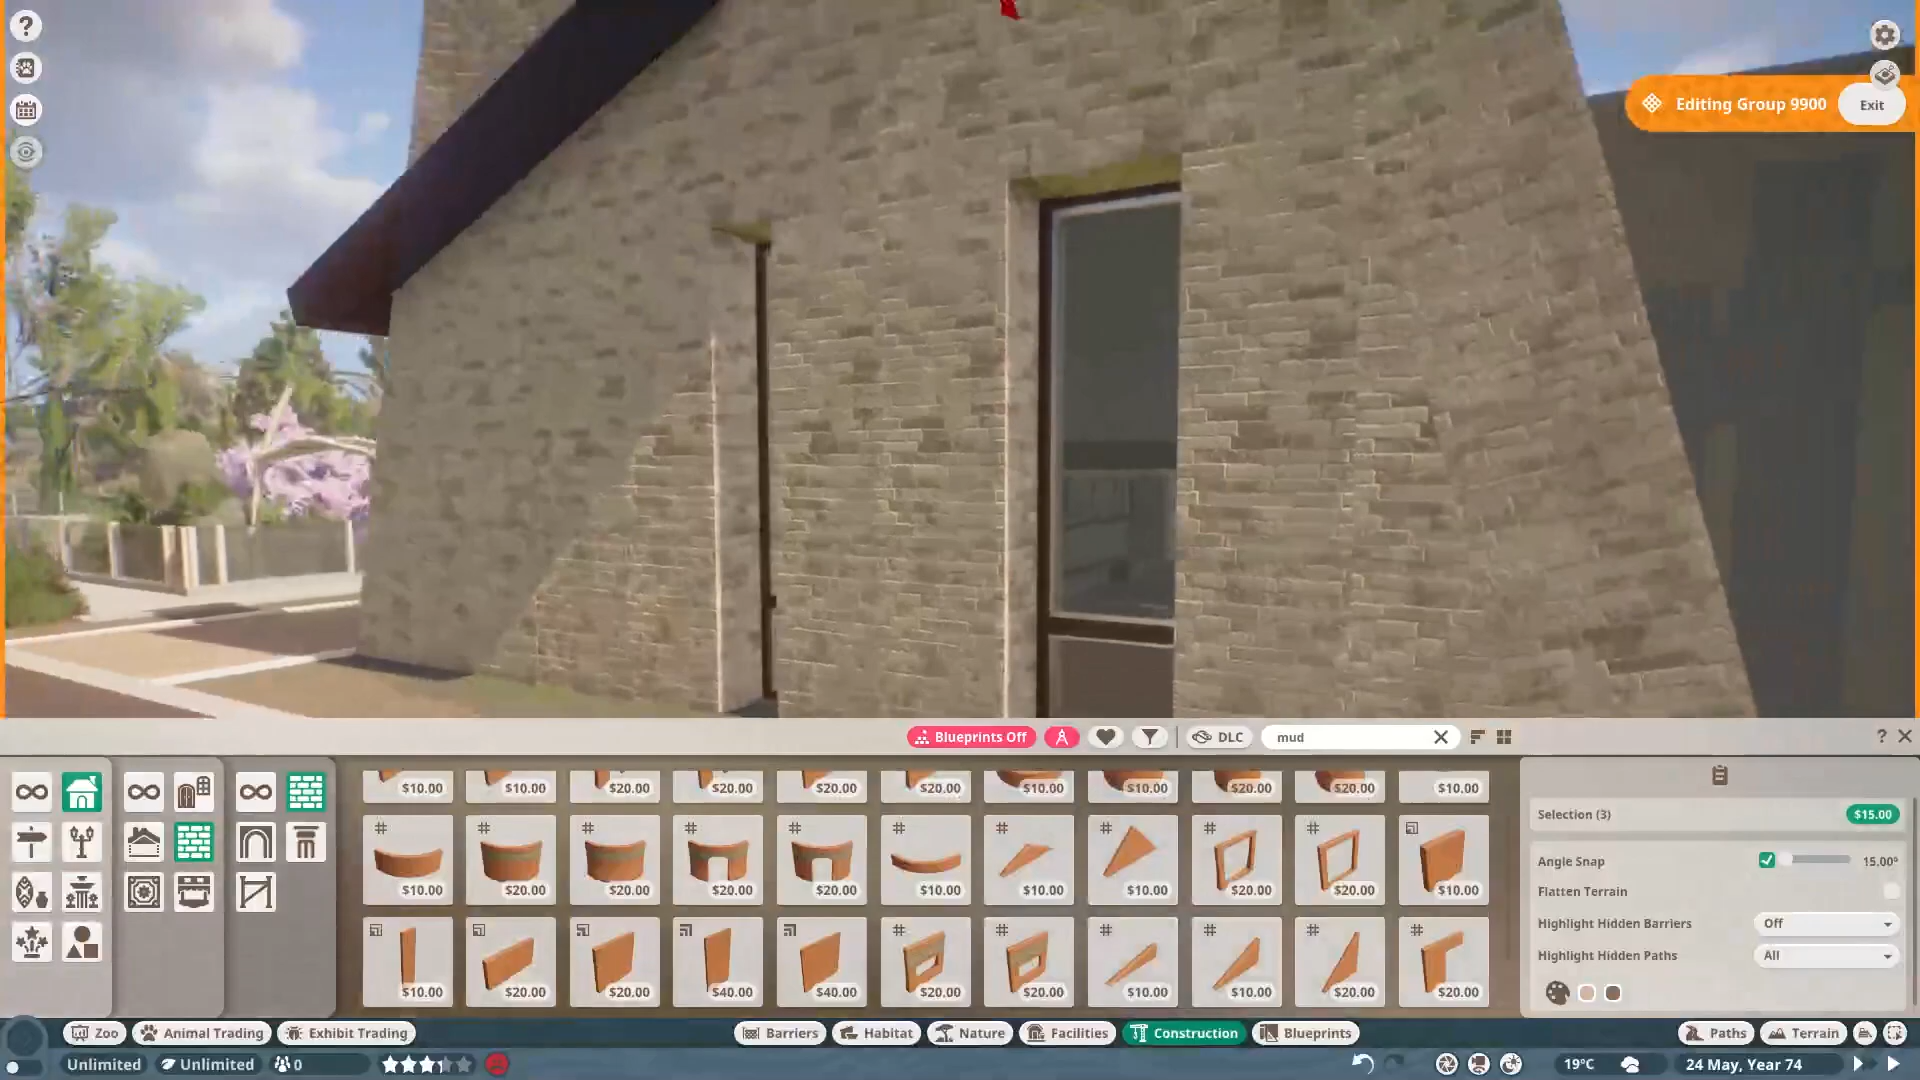 Editing Group 9900
Exit
Blueprints Off
DLC
mud
?
$10.00 $10.00 $20.00 $20.00 $20.00 $20.00 $10.00 $10.00 $20.00 $20.00 $10.00
$10.00 $20.00 $20.00 $20.00 $20.00 $10.00 $10.00 $10.00 $20.00 $20.00 $10.00
$10.00 $20.00 $20.00 $40.00 $40.00 $20.00 $20.00 $10.00 $10.00 $20.00 $20.00
Selection (3) $15.00
Angle Snap 15.00°
Flatten Terrain
Highlight Hidden Barriers Off
Highlight Hidden Paths All
Zoo Animal Trading Exhibit Trading Barriers Habitat Nature Facilities Construction Blueprints Paths Terrain
Unlimited Unlimited 0 19°C 24 May, Year 74